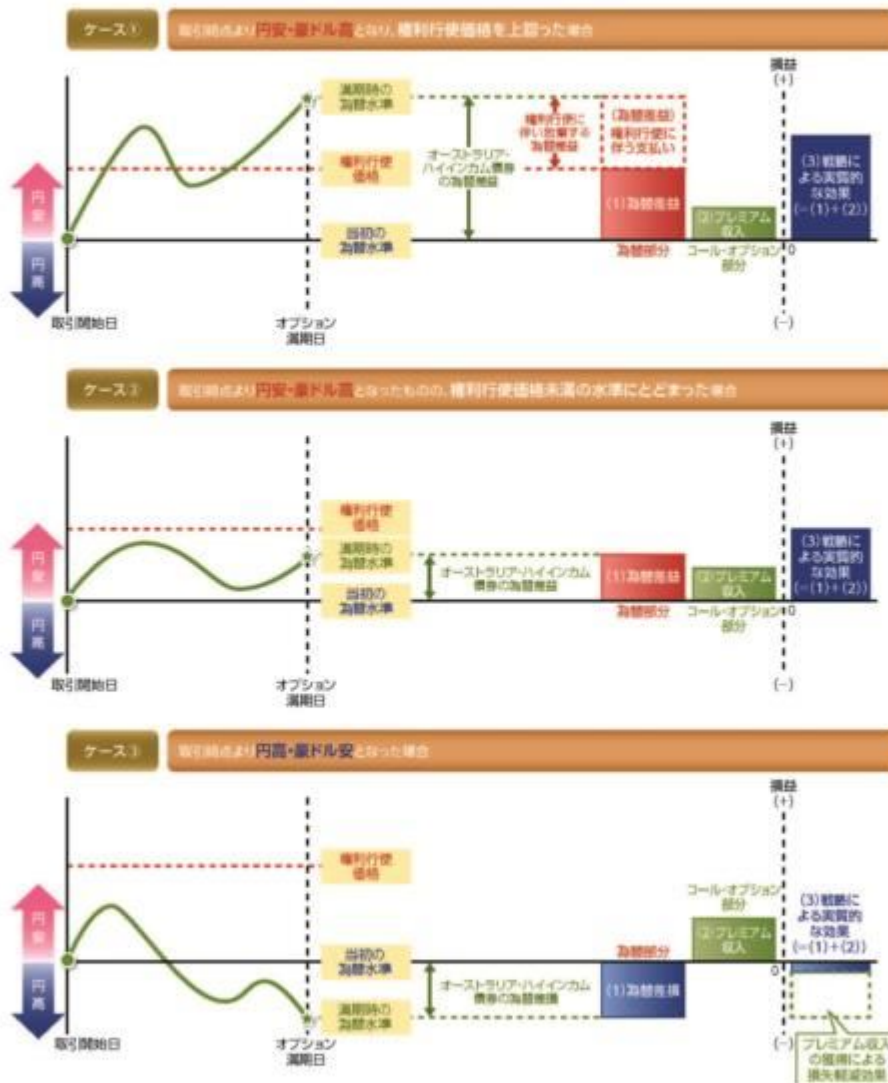 ケース①
取引時点より円安・豪ドル高となり、権利行使価格を上回った場合
損益
(+)
満期時の
為替水準
権利行使
価格
当初の
為替水準
円安
円高
オーストラリア・
ハイインカム債券
の為替差益
権利行使に
伴い放棄する
為替差益
(為替差益)
権利行使に
伴う支払い
(1)為替差益
(2)プレミアム
収入
(3)戦略に
よる実質的
な効果
(=(1)+(2))
為替部分
コール・オプション
部分
0
(−)
取引開始日
オプション
満期日
ケース②
取引時点より円安・豪ドル高となったものの、権利行使価格未満の水準にとどまった場合
損益
(+)
権利行使
価格
満期時の
為替水準
当初の
為替水準
円安
円高
オーストラリア・ハイインカム
債券の為替差益
(1)為替差益
(2)プレミアム
収入
(3)戦略に
よる実質的
な効果
(=(1)+(2))
為替部分
コール・オプション
部分
0
(−)
取引開始日
オプション
満期日
ケース③
取引時点より円高・豪ドル安となった場合
損益
(+)
権利行使
価格
当初の
為替水準
満期時の
為替水準
円安
円高
オーストラリア・ハイインカム
債券の為替差損
為替部分
(1)為替差損
コール・オプション
部分
(2)プレミアム
収入
(3)戦略に
よる実質的
な効果
(=(1)+(2))
0
(−)
プレミアム収入
の獲得による
損失軽減効果
取引開始日
オプション
満期日